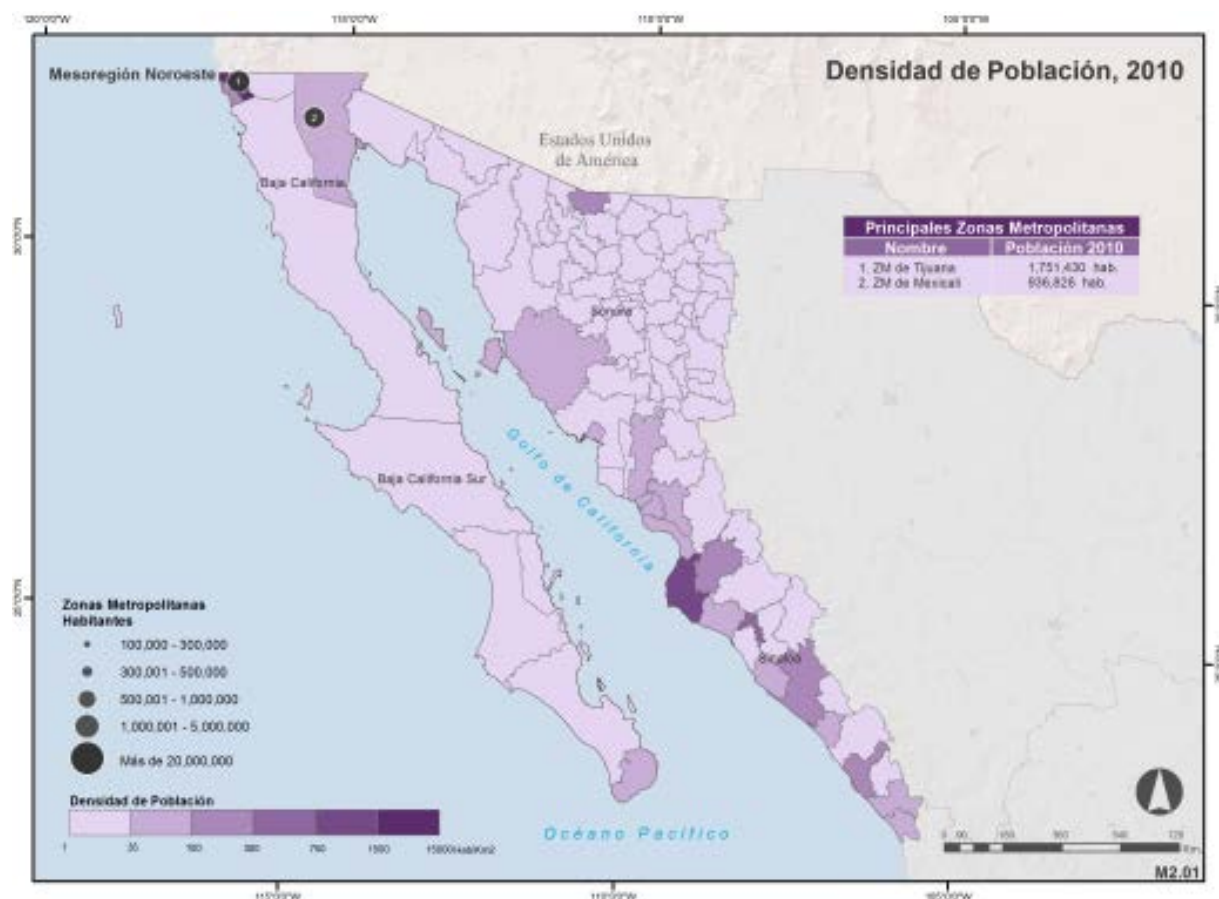 Mesoregión Noroeste
Densidad de Población, 2010
Estados Unidos
de América
Baja California
Principales Zonas Metropolitanas
Nombre Población 2010
1. ZM de Tijuana 1,751,430 hab.
2. ZM de Mexicali 936,826 hab.
1
2
Sonora
Golfo de California
Baja California Sur
Sinaloa
Zonas Metropolitanas
Habitantes
100,000 - 300,000
300,001 - 500,000
500,001 - 1,000,000
1,000,001 - 5,000,000
Más de 20,000,000
Densidad de Población
Océano Pacífico
Km.
M2.01